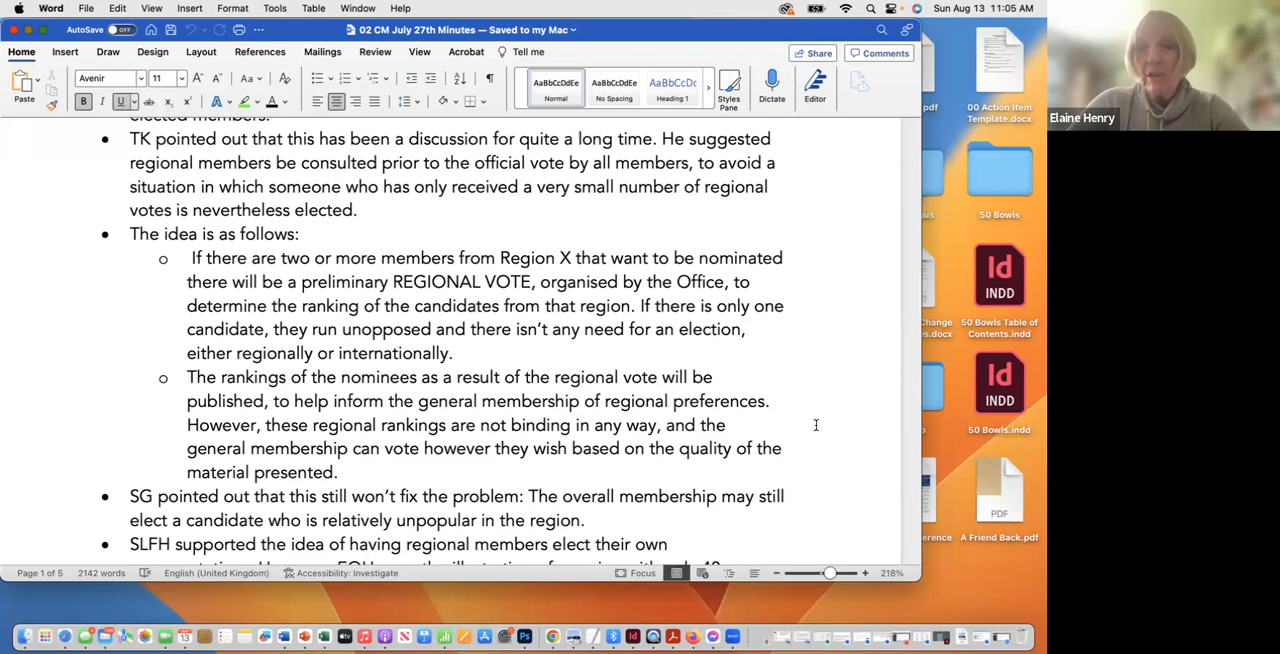 Word File Edit View Insert Format Tools Table Window Help Sun Aug 13 11:05 AM
AutoSave OFF 02 CM July 27th Minutes — Saved to my Mac
Home Insert Draw Design Layout References Mailings Review View Acrobat Tell me Share Comments
Avenir 11
Paste
AaBbCcDdEe AaBbCcDdEe AaBbCcDc
Normal No Spacing Heading 1 Styles Pane Dictate Editor
elected members.
• TK pointed out that this has been a discussion for quite a long time. He suggested
regional members be consulted prior to the official vote by all members, to avoid a
situation in which someone who has only received a very small number of regional
votes is nevertheless elected.
• The idea is as follows:
o If there are two or more members from Region X that want to be nominated
there will be a preliminary REGIONAL VOTE, organised by the Office, to
determine the ranking of the candidates from that region. If there is only one
candidate, they run unopposed and there isn't any need for an election,
either regionally or internationally.
o The rankings of the nominees as a result of the regional vote will be
published, to help inform the general membership of regional preferences.
However, these regional rankings are not binding in any way, and the
general membership can vote however they wish based on the quality of the
material presented.
• SG pointed out that this still won't fix the problem: The overall membership may still
elect a candidate who is relatively unpopular in the region.
• SLFH supported the idea of having regional members elect their own
Page 1 of 5 2142 words English (United Kingdom) Accessibility: Investigate Focus 218%
.pdf
00 Action Item
Template.docx
50 Bowls
Id
INDD
50 Bowls Table of
Contents.indd
Id
INDD
50 Bowls.indd
PDF
A Friend Back.pdf
Elaine Henry